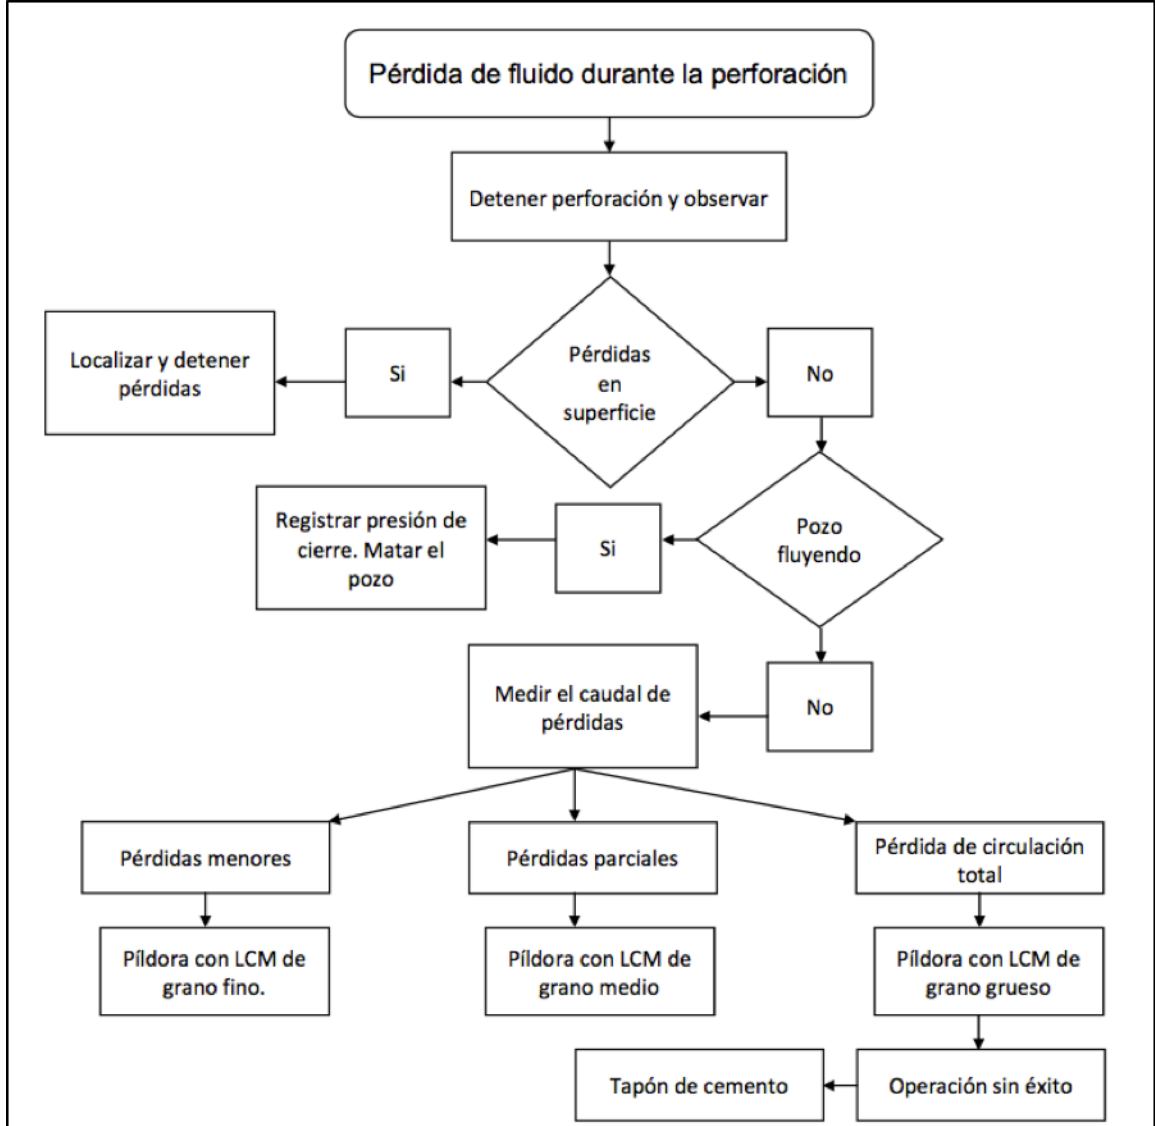 Pérdida de fluido durante la perforación
Detener perforación y observar
Pérdidas
en
superficie
Si
No
Localizar y detener
pérdidas
Pozo
fluyendo
Si
Registrar presión de
cierre. Matar el
pozo
No
Medir el caudal de
pérdidas
Pérdidas menores
Pérdidas parciales
Pérdida de circulación
total
Píldora con LCM de
grano fino.
Píldora con LCM de
grano medio
Píldora con LCM de
grano grueso
Operación sin éxito
Tapón de cemento